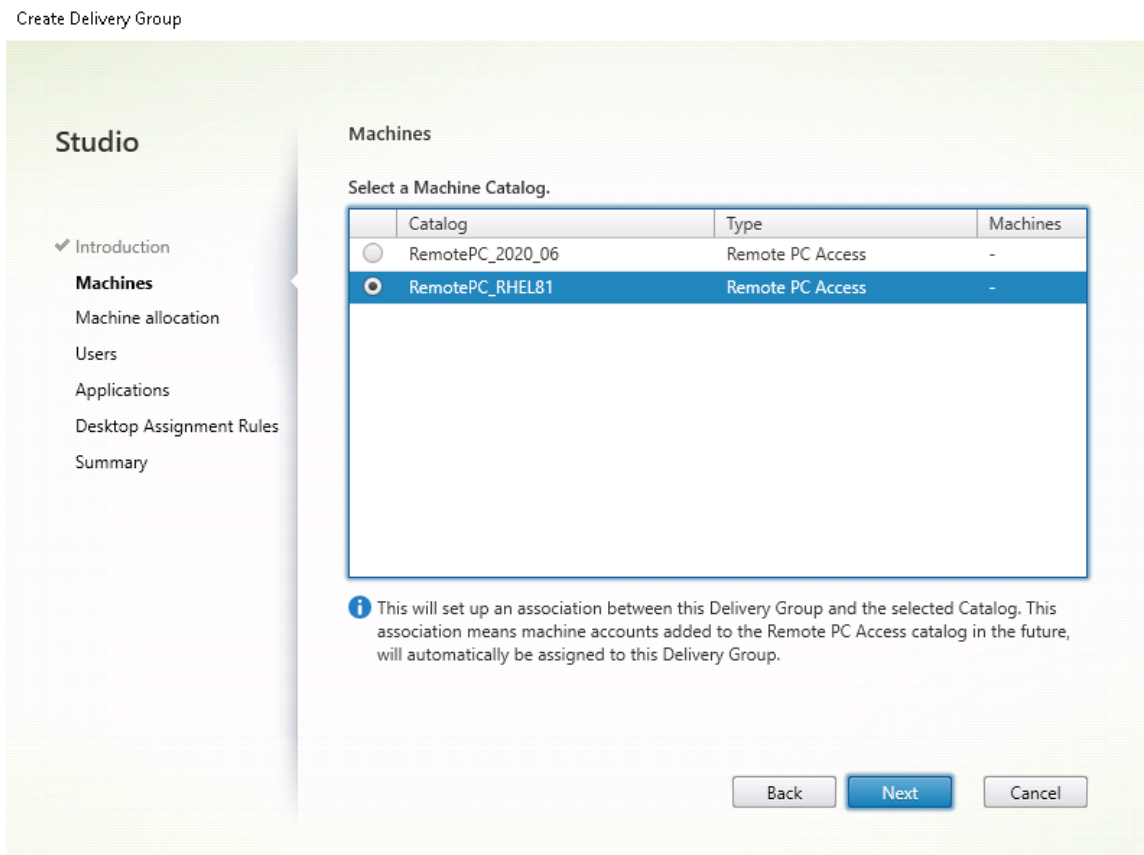 Create Delivery Group
Studio
Introduction
Machines
Machine allocation
Users
Applications
Desktop Assignment Rules
Summary
Machines
Select a Machine Catalog.
Catalog Type Machines
RemotePC_2020_06 Remote PC Access -
RemotePC_RHEL81 Remote PC Access -
This will set up an association between this Delivery Group and the selected Catalog. This
association means machine accounts added to the Remote PC Access catalog in the future,
will automatically be assigned to this Delivery Group.
Back Next Cancel